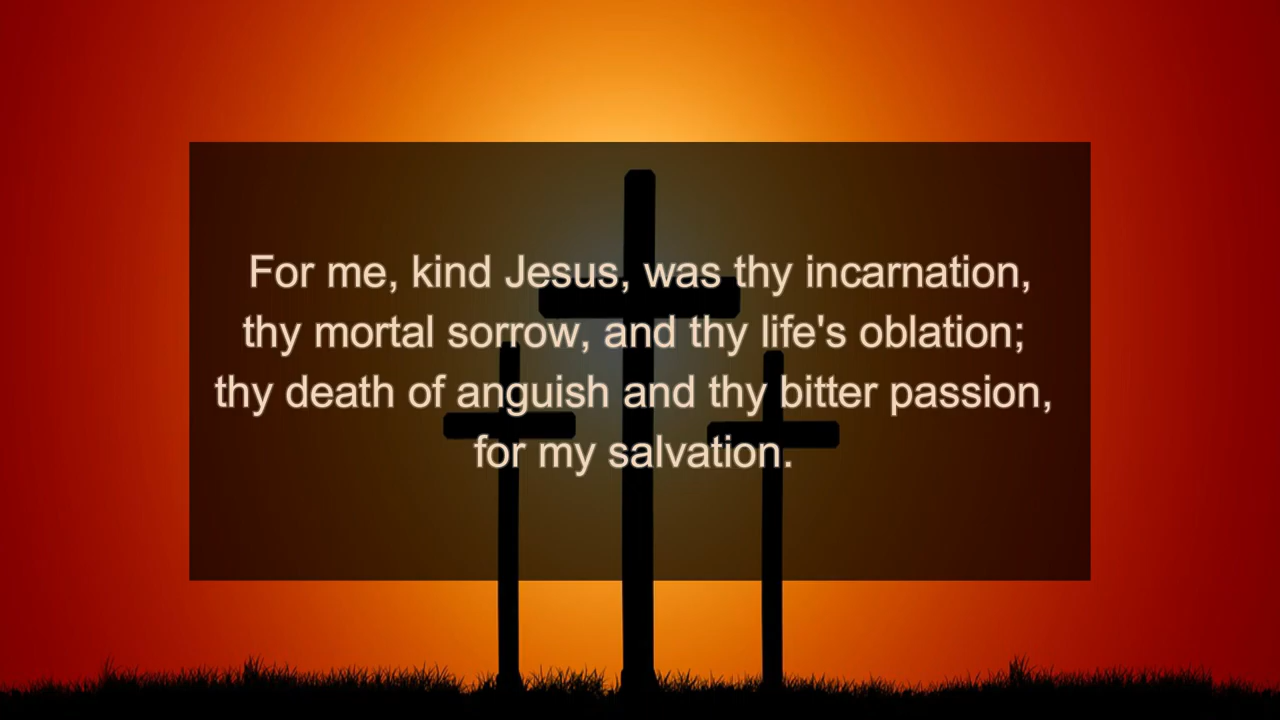 For me, kind Jesus, was thy incarnation,
thy mortal sorrow, and thy life's oblation;
thy death of anguish and thy bitter passion,
for my salvation.